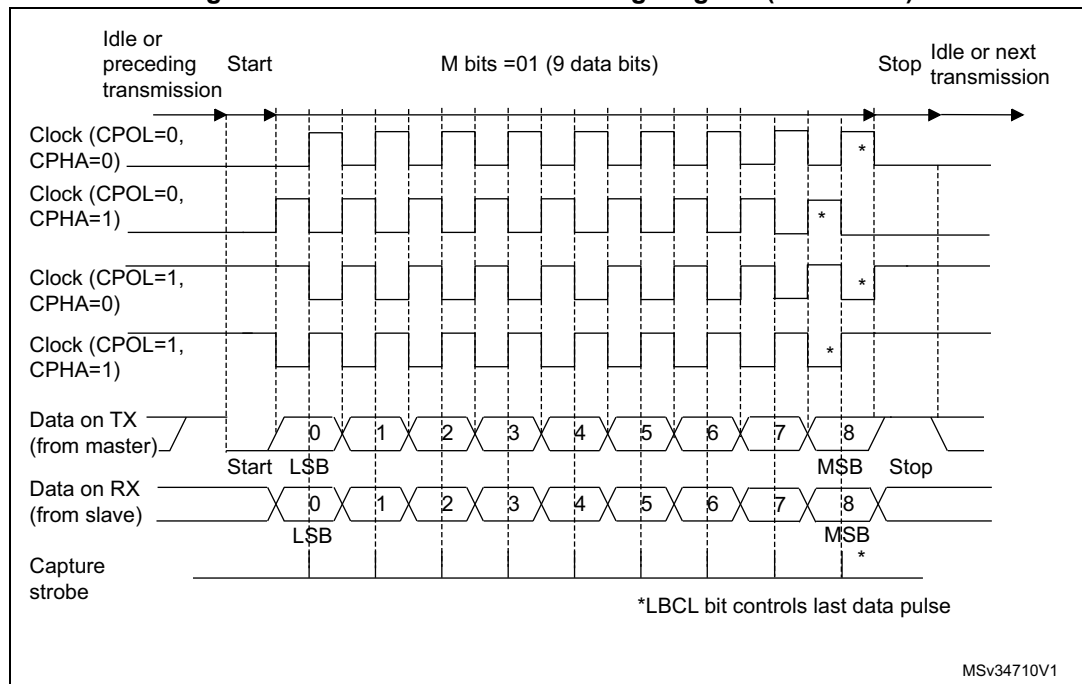 Idle or
preceding
transmission
Start
M bits =01 (9 data bits)
Stop
Idle or next
transmission
Clock (CPOL=0,
CPHA=0)
*
Clock (CPOL=0,
CPHA=1)
*
Clock (CPOL=1,
CPHA=0)
*
Clock (CPOL=1,
CPHA=1)
*
Data on TX
(from master)
0 1 2 3 4 5 6 7 8
Start LSB MSB Stop
Data on RX
(from slave)
0 1 2 3 4 5 6 7 8
LSB MSB
Capture
strobe
*
*LBCL bit controls last data pulse
MSv34710V1